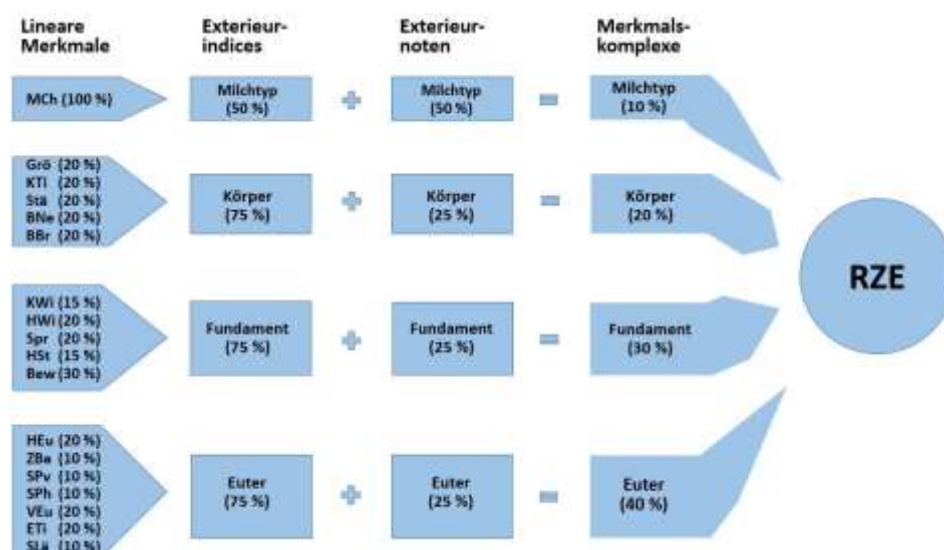 Lineare Merkmale
Exterieur-indices
Exterieur-noten
Merkmals-komplexe
MCh (100 %)
Milchtyp
(50 %)
Milchtyp
(50 %)
Milchtyp
(10 %)
Grö (20 %)
KTi (20 %)
Stä (20 %)
BNe (20 %)
BBr (20 %)
Körper
(75 %)
Körper
(25 %)
Körper
(20 %)
RZE
KWi (15 %)
HWi (20 %)
Spr (20 %)
HSt (15 %)
Bew (30 %)
Fundament
(75 %)
Fundament
(25 %)
Fundament
(30 %)
HEu (20 %)
ZBa (10 %)
SPv (10 %)
SPh (10 %)
VEu (20 %)
ETi (20 %)
SLä (10 %)
Euter
(75 %)
Euter
(25 %)
Euter
(40 %)